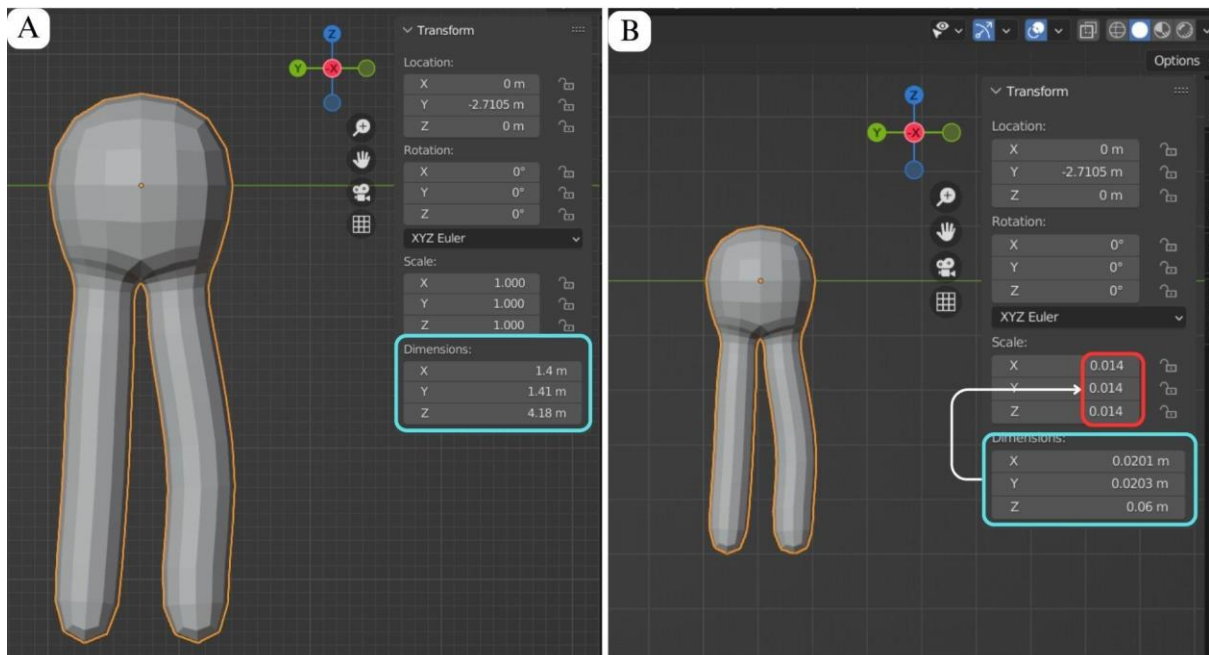 A
Z
Y
-X
Transform
Location:
X 0 m
Y -2.7105 m
Z 0 m
Rotation:
X 0°
Y 0°
Z 0°
XYZ Euler
Scale:
X 1.000
Y 1.000
Z 1.000
Dimensions:
X 1.4 m
Y 1.41 m
Z 4.18 m
B
Options
Z
Y
-X
Transform
Location:
X 0 m
Y -2.7105 m
Z 0 m
Rotation:
X 0°
Y 0°
Z 0°
XYZ Euler
Scale:
X 0.014
Y 0.014
Z 0.014
Dimensions:
X 0.0201 m
Y 0.0203 m
Z 0.06 m